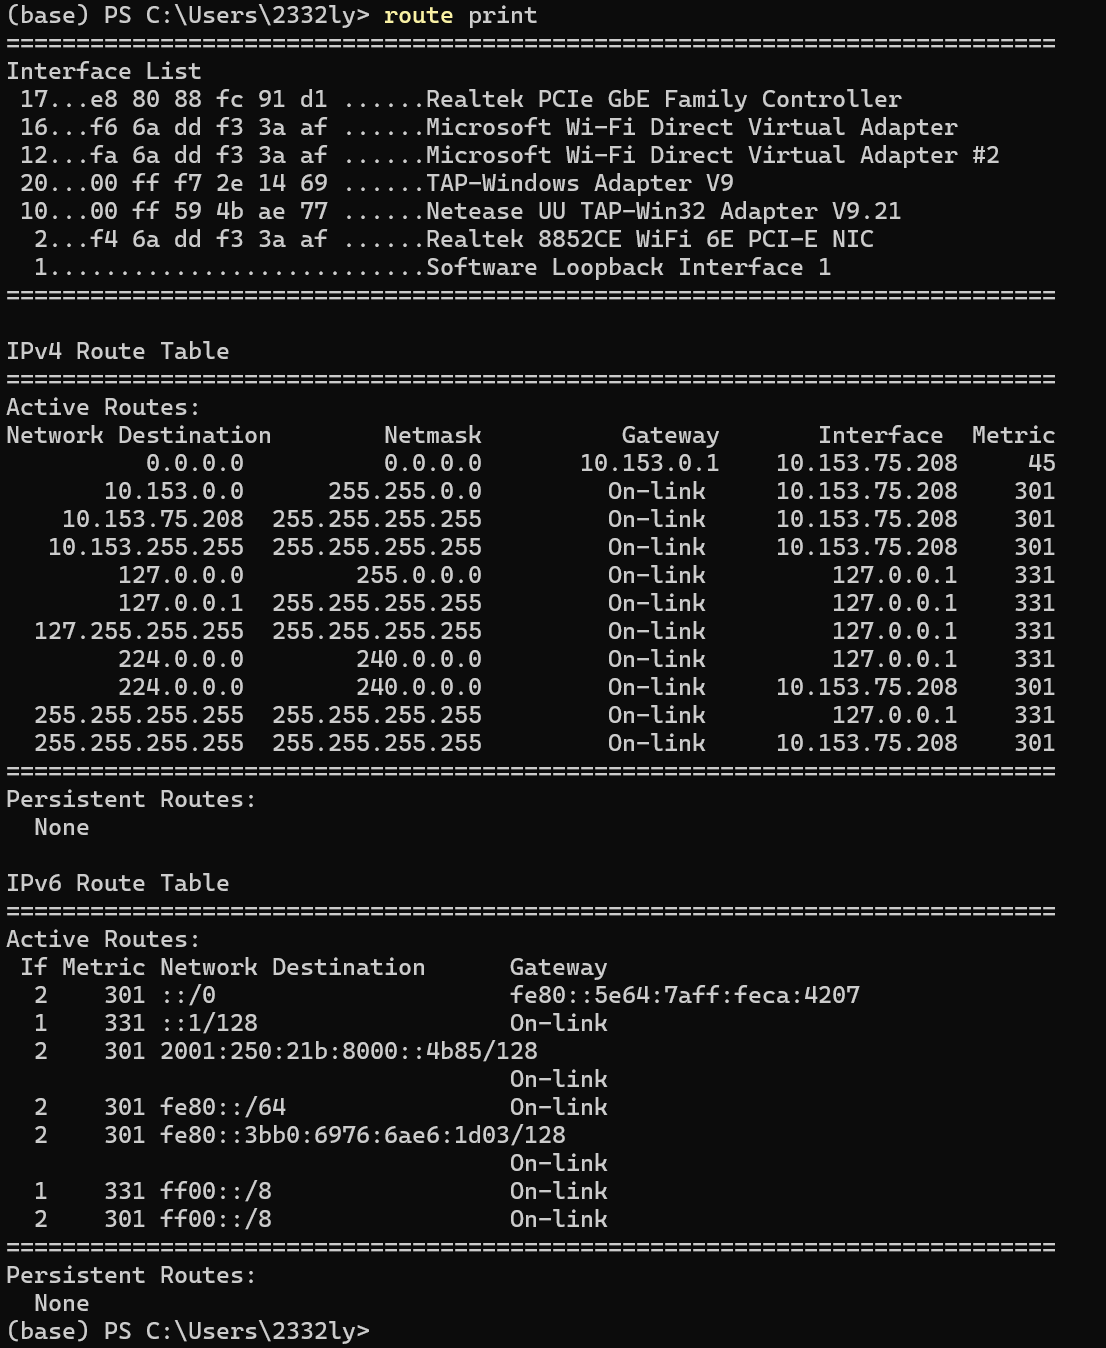 (base) PS C:\Users\2332ly> route print
===========================================================================
Interface List
 17...e8 80 88 fc 91 d1 ......Realtek PCIe GbE Family Controller
 16...f6 6a dd f3 3a af ......Microsoft Wi-Fi Direct Virtual Adapter
 12...fa 6a dd f3 3a af ......Microsoft Wi-Fi Direct Virtual Adapter #2
 20...00 ff f7 2e 14 69 ......TAP-Windows Adapter V9
 10...00 ff 59 4b ae 77 ......Netease UU TAP-Win32 Adapter V9.21
  2...f4 6a dd f3 3a af ......Realtek 8852CE WiFi 6E PCI-E NIC
  1...........................Software Loopback Interface 1
===========================================================================

IPv4 Route Table
===========================================================================
Active Routes:
Network Destination        Netmask          Gateway       Interface  Metric
          0.0.0.0          0.0.0.0       10.153.0.1    10.153.75.208     45
       10.153.0.0      255.255.0.0         On-link     10.153.75.208    301
    10.153.75.208  255.255.255.255         On-link     10.153.75.208    301
   10.153.255.255  255.255.255.255         On-link     10.153.75.208    301
        127.0.0.0        255.0.0.0         On-link         127.0.0.1    331
        127.0.0.1  255.255.255.255         On-link         127.0.0.1    331
  127.255.255.255  255.255.255.255         On-link         127.0.0.1    331
        224.0.0.0        240.0.0.0         On-link         127.0.0.1    331
        224.0.0.0        240.0.0.0         On-link     10.153.75.208    301
  255.255.255.255  255.255.255.255         On-link         127.0.0.1    331
  255.255.255.255  255.255.255.255         On-link     10.153.75.208    301
===========================================================================
Persistent Routes:
  None

IPv6 Route Table
===========================================================================
Active Routes:
 If Metric Network Destination      Gateway
  2    301 ::/0                     fe80::5e64:7aff:feca:4207
  1    331 ::1/128                  On-link
  2    301 2001:250:21b:8000::4b85/128
                                    On-link
  2    301 fe80::/64                On-link
  2    301 fe80::3bb0:6976:6ae6:1d03/128
                                    On-link
  1    331 ff00::/8                 On-link
  2    301 ff00::/8                 On-link
===========================================================================
Persistent Routes:
  None
(base) PS C:\Users\2332ly>